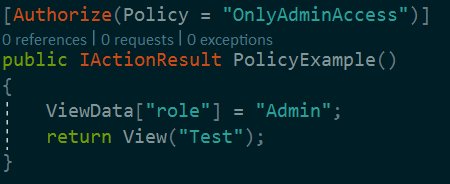 [Authorize(Policy = "OnlyAdminAccess")]
0 references | 0 requests | 0 exceptions
public IActionResult PolicyExample()
{
    ViewData["role"] = "Admin";
    return View("Test");
}